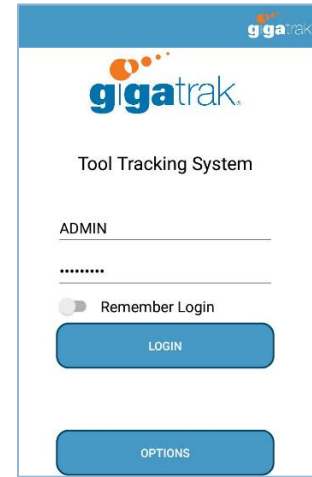 gigatrak
gigatrak.
Tool Tracking System
ADMIN
•••••••••
Remember Login
LOGIN
OPTIONS